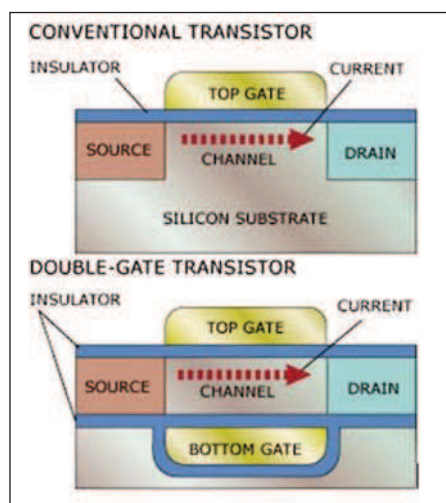 CONVENTIONAL TRANSISTOR
INSULATOR
CURRENT
TOP GATE
SOURCE
CHANNEL
DRAIN
SILICON SUBSTRATE
DOUBLE-GATE TRANSISTOR
INSULATOR
CURRENT
TOP GATE
SOURCE
CHANNEL
DRAIN
BOTTOM GATE